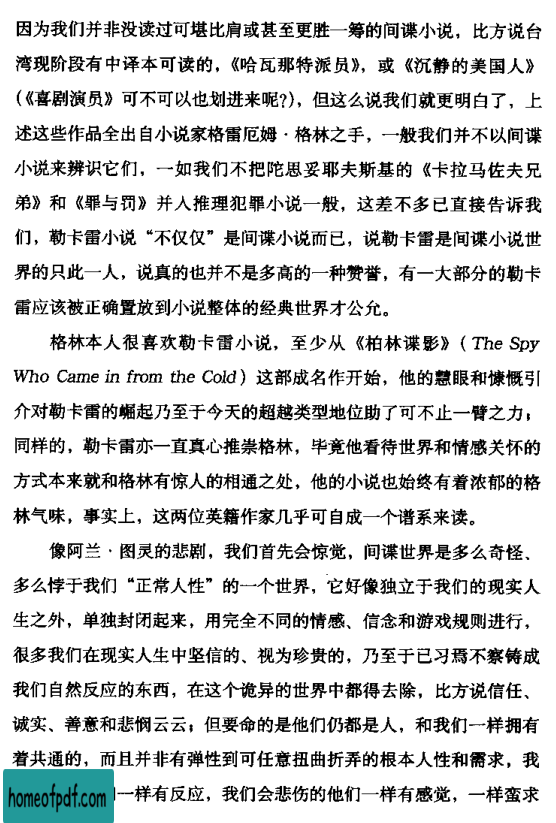 因为我们并非没读过可堪比肩或甚至更胜一筹的间谍小说，比方说台
湾现阶段有中译本可读的，《哈瓦那特派员》，或《沉静的美国人》
（《喜剧演员》可不可以也划进来呢?），但这么说我们就更明白了，上
述这些作品全出自小说家格雷厄姆·格林之手，一般我们并不以间谍
小说来辨识它们，一如我们不把陀思妥耶夫斯基的《卡拉马佐夫兄
弟》和《罪与罚》并入推理犯罪小说一般，这差不多已直接告诉我
们，勒卡雷小说“不仅仅”是间谍小说而已，说勒卡雷是间谍小说世
界的只此一人，说真的也并不是多高的一种赞誉，有一大部分的勒卡
雷应该被正确置放到小说整体的经典世界才公允。
格林本人很喜欢勒卡雷小说，至少从《柏林谍影》（The Spy
Who Came in from the Cold）这部成名作开始，他的慧眼和慷慨引
介对勒卡雷的崛起乃至于今天的超越类型地位助了可不止一臂之力；
同样的，勒卡雷亦一直真心推崇格林，毕竟他看待世界和情感关怀的
方式本来就和格林有惊人的相通之处，他的小说也始终有着浓郁的格
林气味，事实上，这两位英籍作家几乎可自成一个谱系来读。
像阿兰·图灵的悲剧，我们首先会惊觉，间谍世界是多么奇怪、
多么悖于我们“正常人性”的一个世界，它好像独立于我们的现实人
生之外，单独封闭起来，用完全不同的情感、信念和游戏规则进行，
很多我们在现实人生中坚信的、视为珍贵的，乃至于已习焉不察铸成
我们自然反应的东西，在这个诡异的世界中都得去除，比方说信任、
诚实、善意和悲悯云云；但要命的是他们仍都是人，和我们一样拥有
着共通的，而且并非有弹性到可任意扭曲折弄的根本人性和需求，我
一样有反应，我们会悲伤的他们一样有感觉，一样蛮求
homeofpdf.com